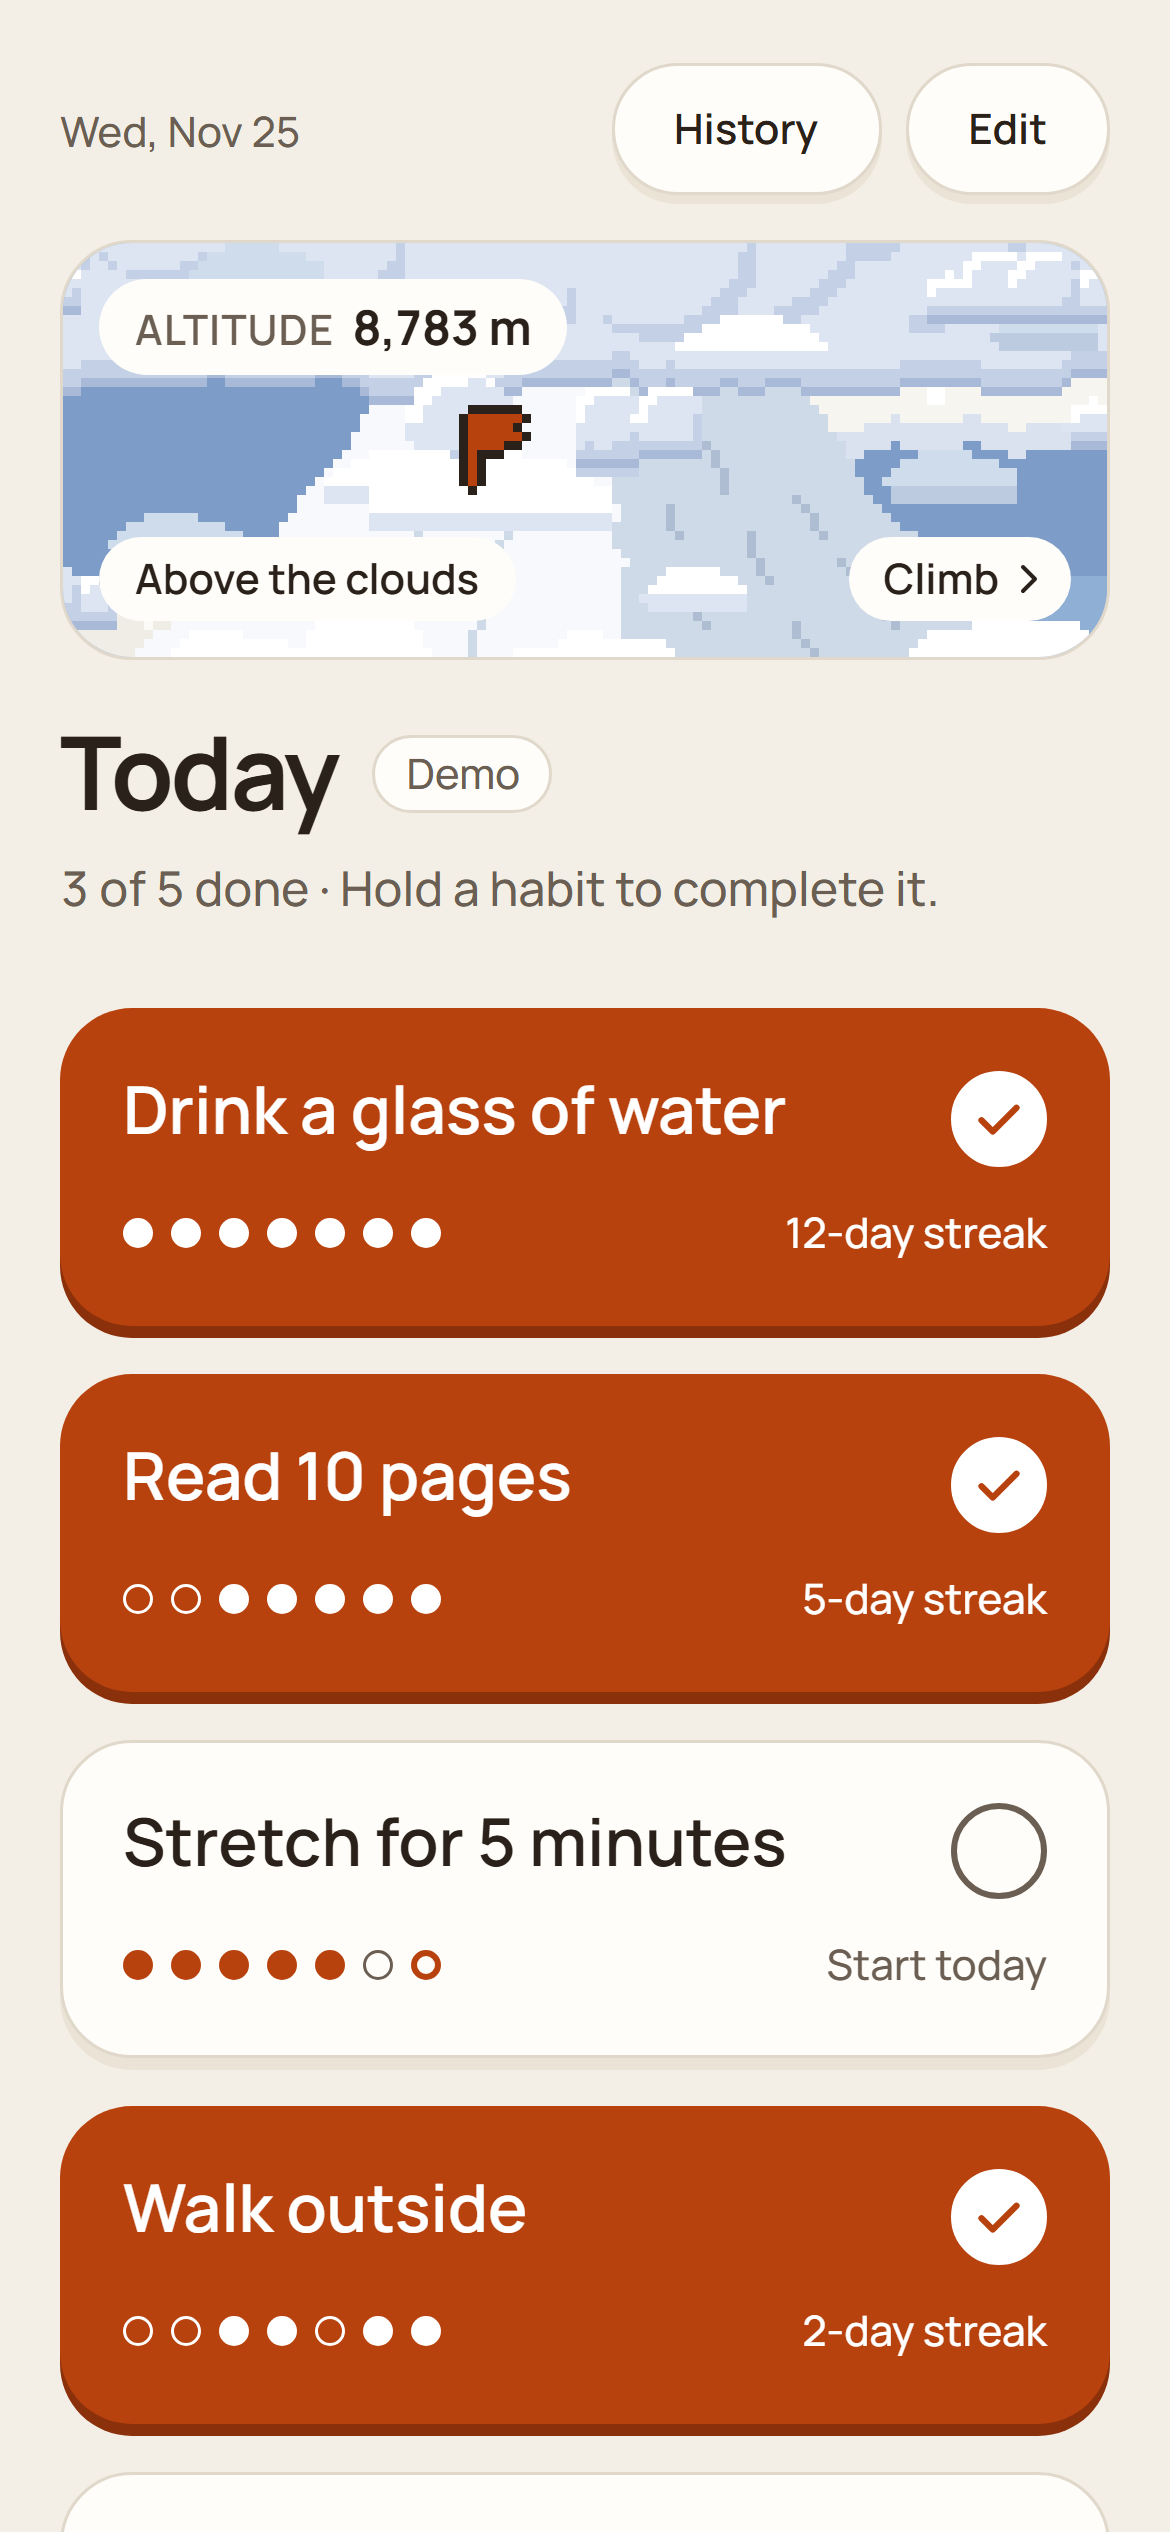 Wed, Nov 25
History
Edit
ALTITUDE 8,783 m
Above the clouds
Climb
Today
Demo
3 of 5 done · Hold a habit to complete it.
Drink a glass of water
12-day streak
Read 10 pages
5-day streak
Stretch for 5 minutes
Start today
Walk outside
2-day streak